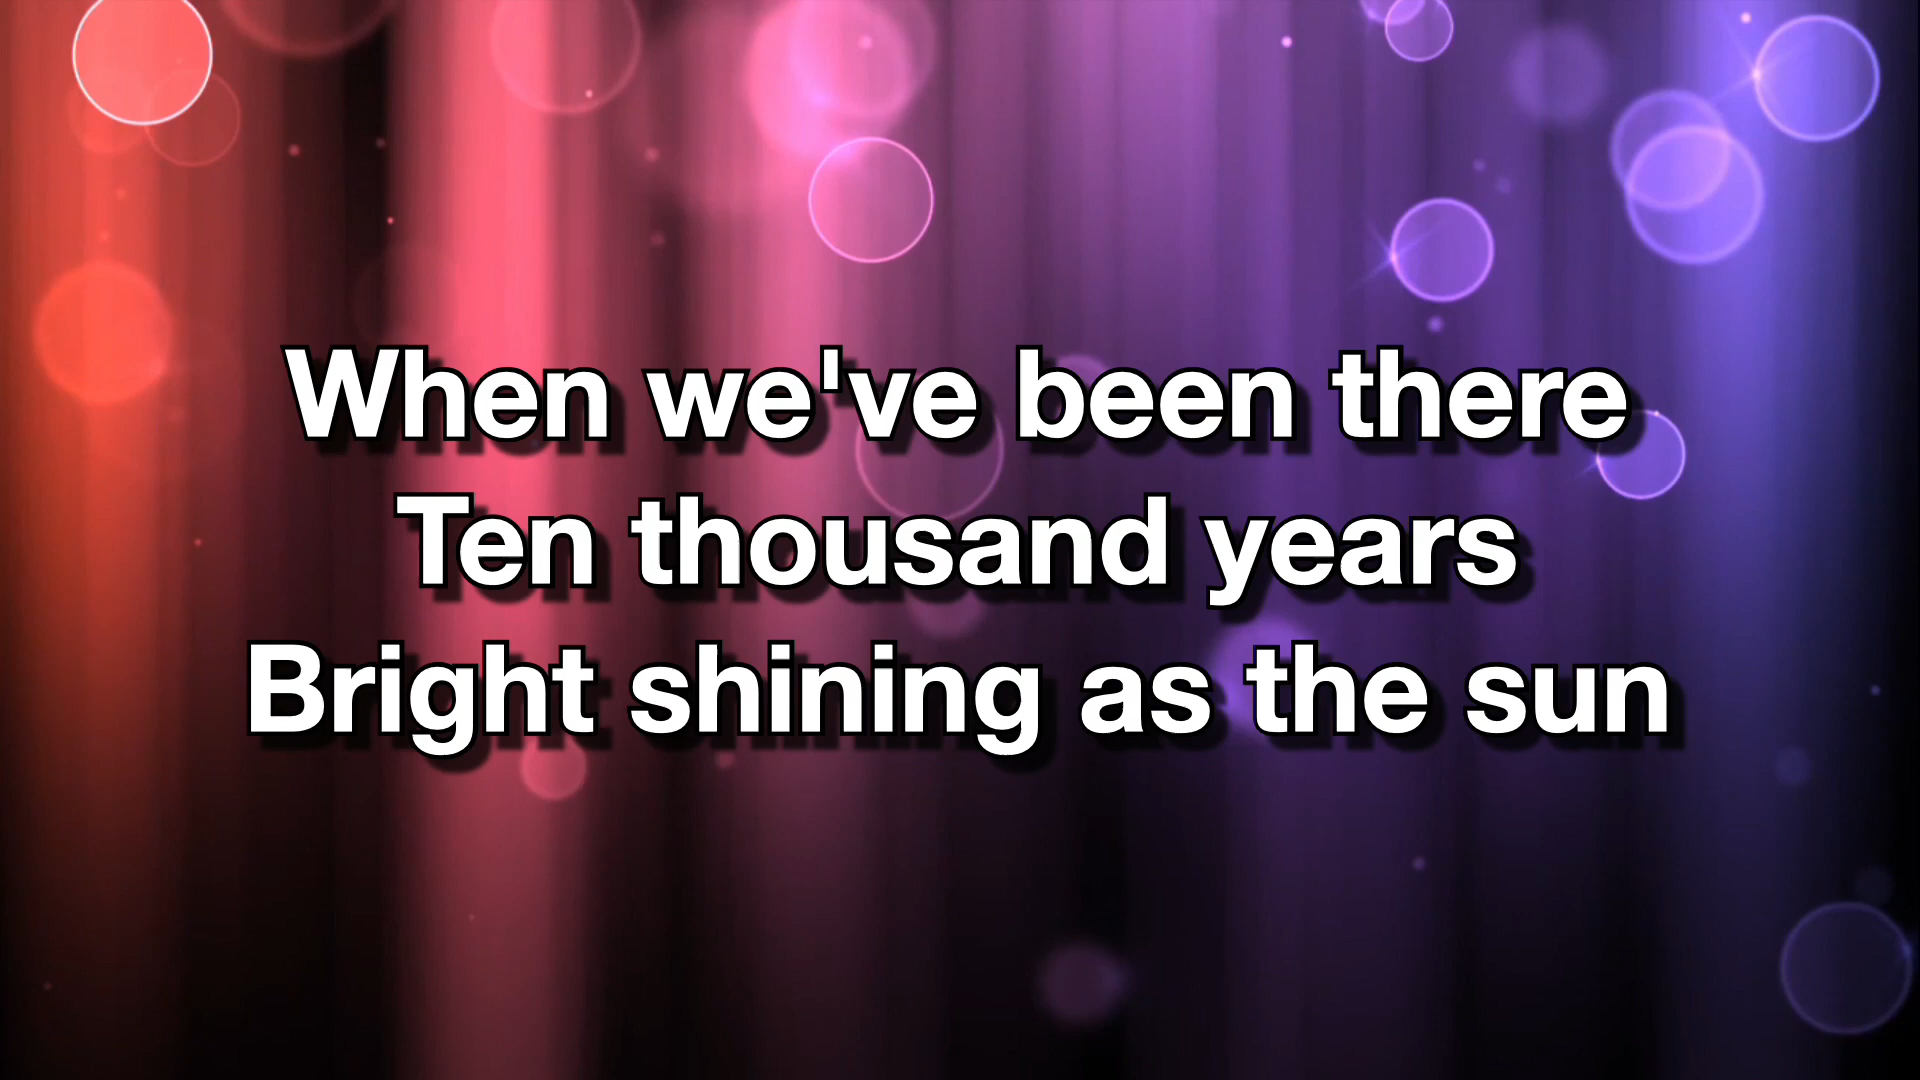 When we've been there
Ten thousand years
Bright shining as the sun